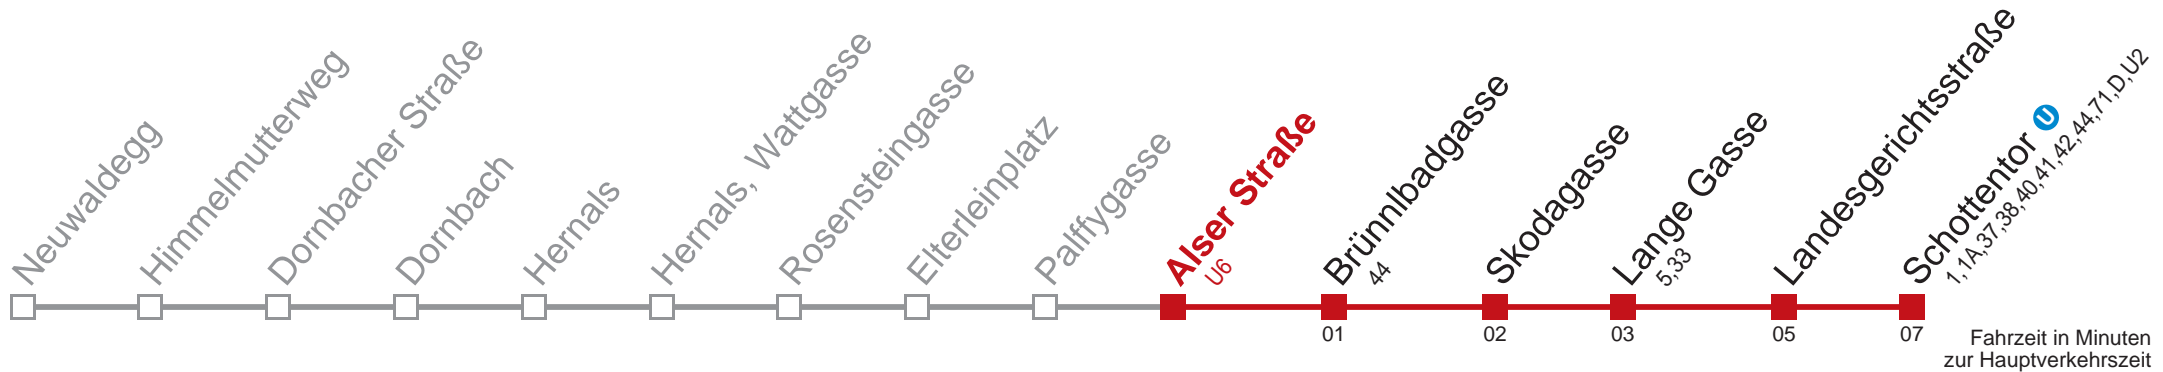 Neuwaldegg
Himmelmutterweg
Dornbacher Straße
Dornbach
Hernals
Hernals, Wattgasse
Rosensteingasse
Elterleinplatz
Palffygasse
Alser Straße
U6
Brünnlbadgasse
44
Skodagasse
Lange Gasse
5,33
Landesgerichtsstraße
Schottentor U
1,1A,37,38,40,41,42,44,71,D,U2
01
02
03
05
07
Fahrzeit in Minuten
zur Hauptverkehrszeit